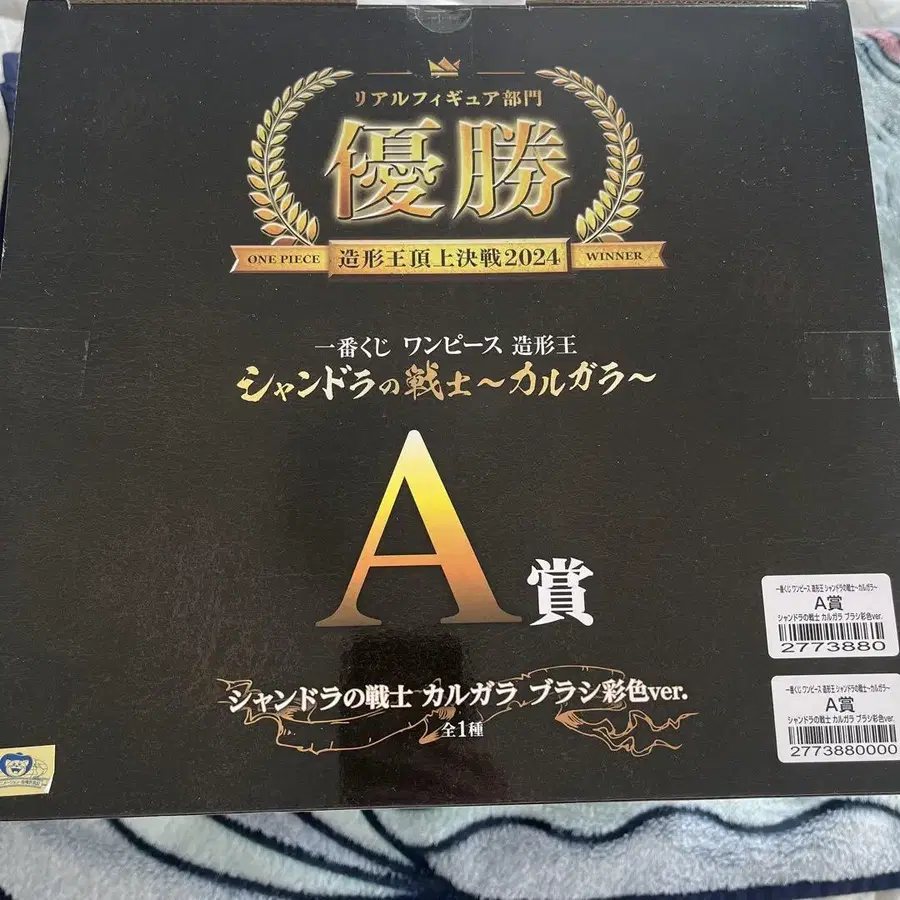 リアルフィギュア部門
優勝
ONE PIECE 造形王頂上決戦2024 WINNER
一番くじ ワンピース 造形王
シャンドラの戦士～カルガラ～
A賞
シャンドラの戦士 カルガラ ブラシ彩色ver.
全1種
一番くじ ワンピース 造形王 シャンドラの戦士~カルガラ~
A賞
シャンドラの戦士 カルガラ ブラシ彩色ver.
2773880
一番くじ ワンピース 造形王 シャンドラの戦士~カルガラ~
A賞
シャンドラの戦士 カルガラ ブラシ彩色ver.
2773880000